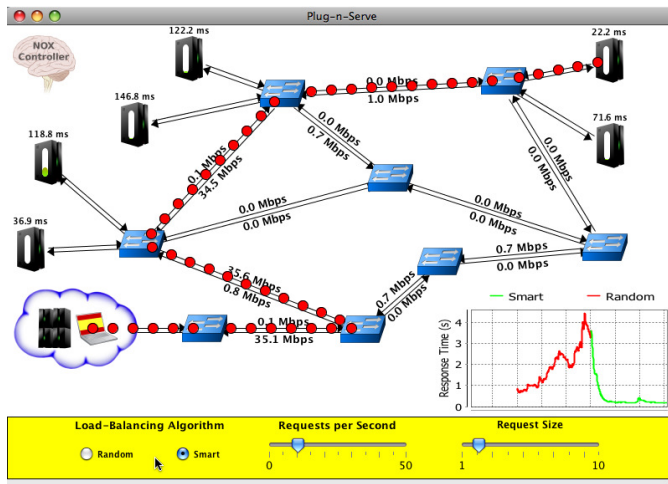 Plug-n-Serve
NOX
Controller
122.2 ms
22.2 ms
146.8 ms
0.0 Mbps
1.0 Mbps
118.8 ms
71.6 ms
0.0 Mbps
0.7 Mbps
0.0 Mbps
0.0 Mbps
0.1 Mbps
34.5 Mbps
36.9 ms
0.0 Mbps
0.0 Mbps
0.0 Mbps
0.0 Mbps
35.6 Mbps
0.8 Mbps
0.7 Mbps
0.0 Mbps
0.7 Mbps
0.0 Mbps
0.1 Mbps
35.1 Mbps
Smart Random
Response Time (s)
4
3
2
1
0
Load-Balancing Algorithm
Random Smart
Requests per Second
0 50
Request Size
1 10